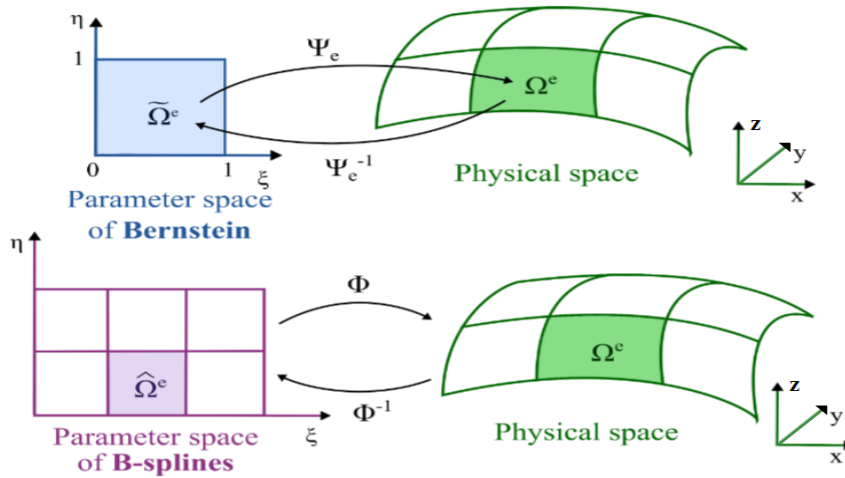 η
1
Ψe
Ω̃e
Ωe
Ψe-1
0
1
ξ
z
y
x
Parameter space
of Bernstein
Physical space
η
Φ
Ω̂e
Ωe
Φ-1
ξ
z
y
x
Parameter space
of B-splines
Physical space